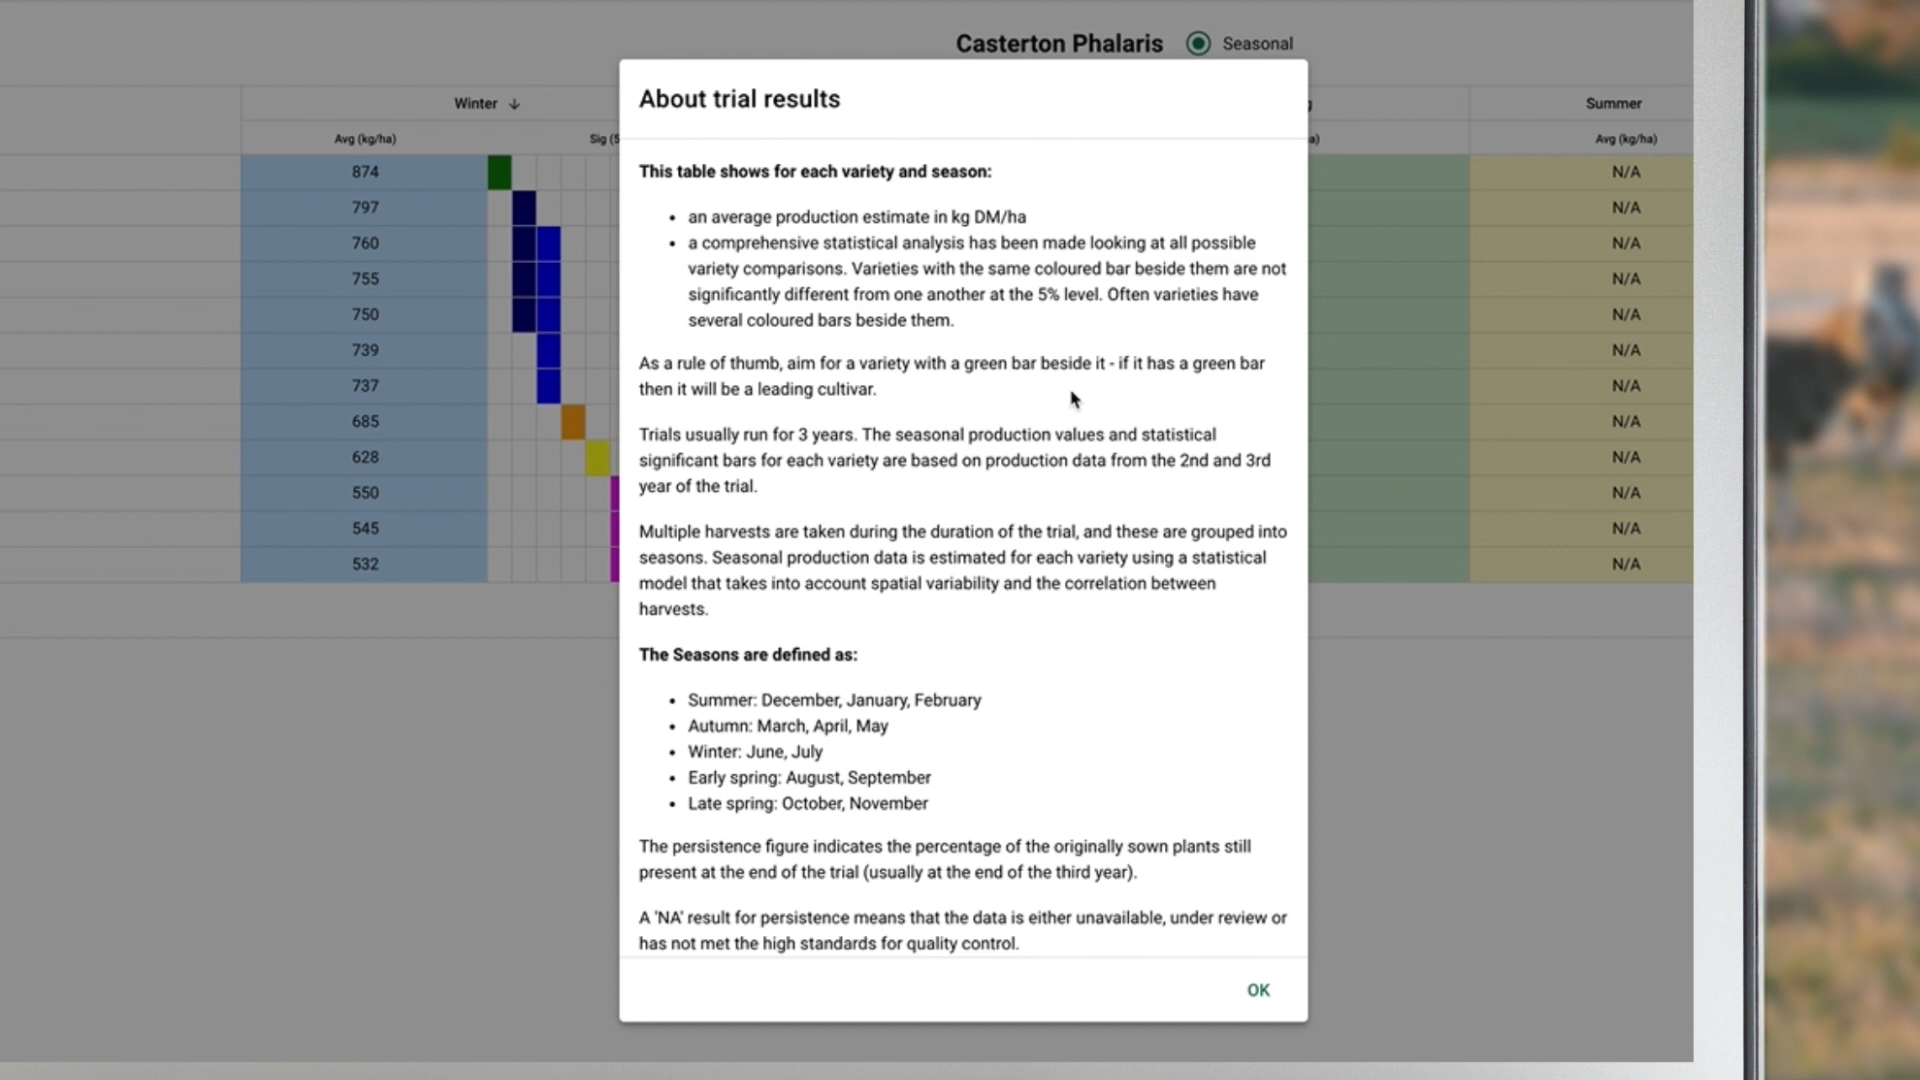 Casterton Phalaris Seasonal
About trial results
Winter ↓
Summer
Avg (kg/ha)
Avg (kg/ha)
874
797
760
755
750
739
737
685
628
550
545
532
This table shows for each variety and season:
• an average production estimate in kg DM/ha
• a comprehensive statistical analysis has been made looking at all possible
variety comparisons. Varieties with the same coloured bar beside them are not
significantly different from one another at the 5% level. Often varieties have
several coloured bars beside them.
As a rule of thumb, aim for a variety with a green bar beside it - if it has a green bar
then it will be a leading cultivar.
Trials usually run for 3 years. The seasonal production values and statistical
significant bars for each variety are based on production data from the 2nd and 3rd
year of the trial.
Multiple harvests are taken during the duration of the trial, and these are grouped into
seasons. Seasonal production data is estimated for each variety using a statistical
model that takes into account spatial variability and the correlation between
harvests.
The Seasons are defined as:
• Summer: December, January, February
• Autumn: March, April, May
• Winter: June, July
• Early spring: August, September
• Late spring: October, November
The persistence figure indicates the percentage of the originally sown plants still
present at the end of the trial (usually at the end of the third year).
A 'NA' result for persistence means that the data is either unavailable, under review or
has not met the high standards for quality control.
OK
N/A
N/A
N/A
N/A
N/A
N/A
N/A
N/A
N/A
N/A
N/A
N/A